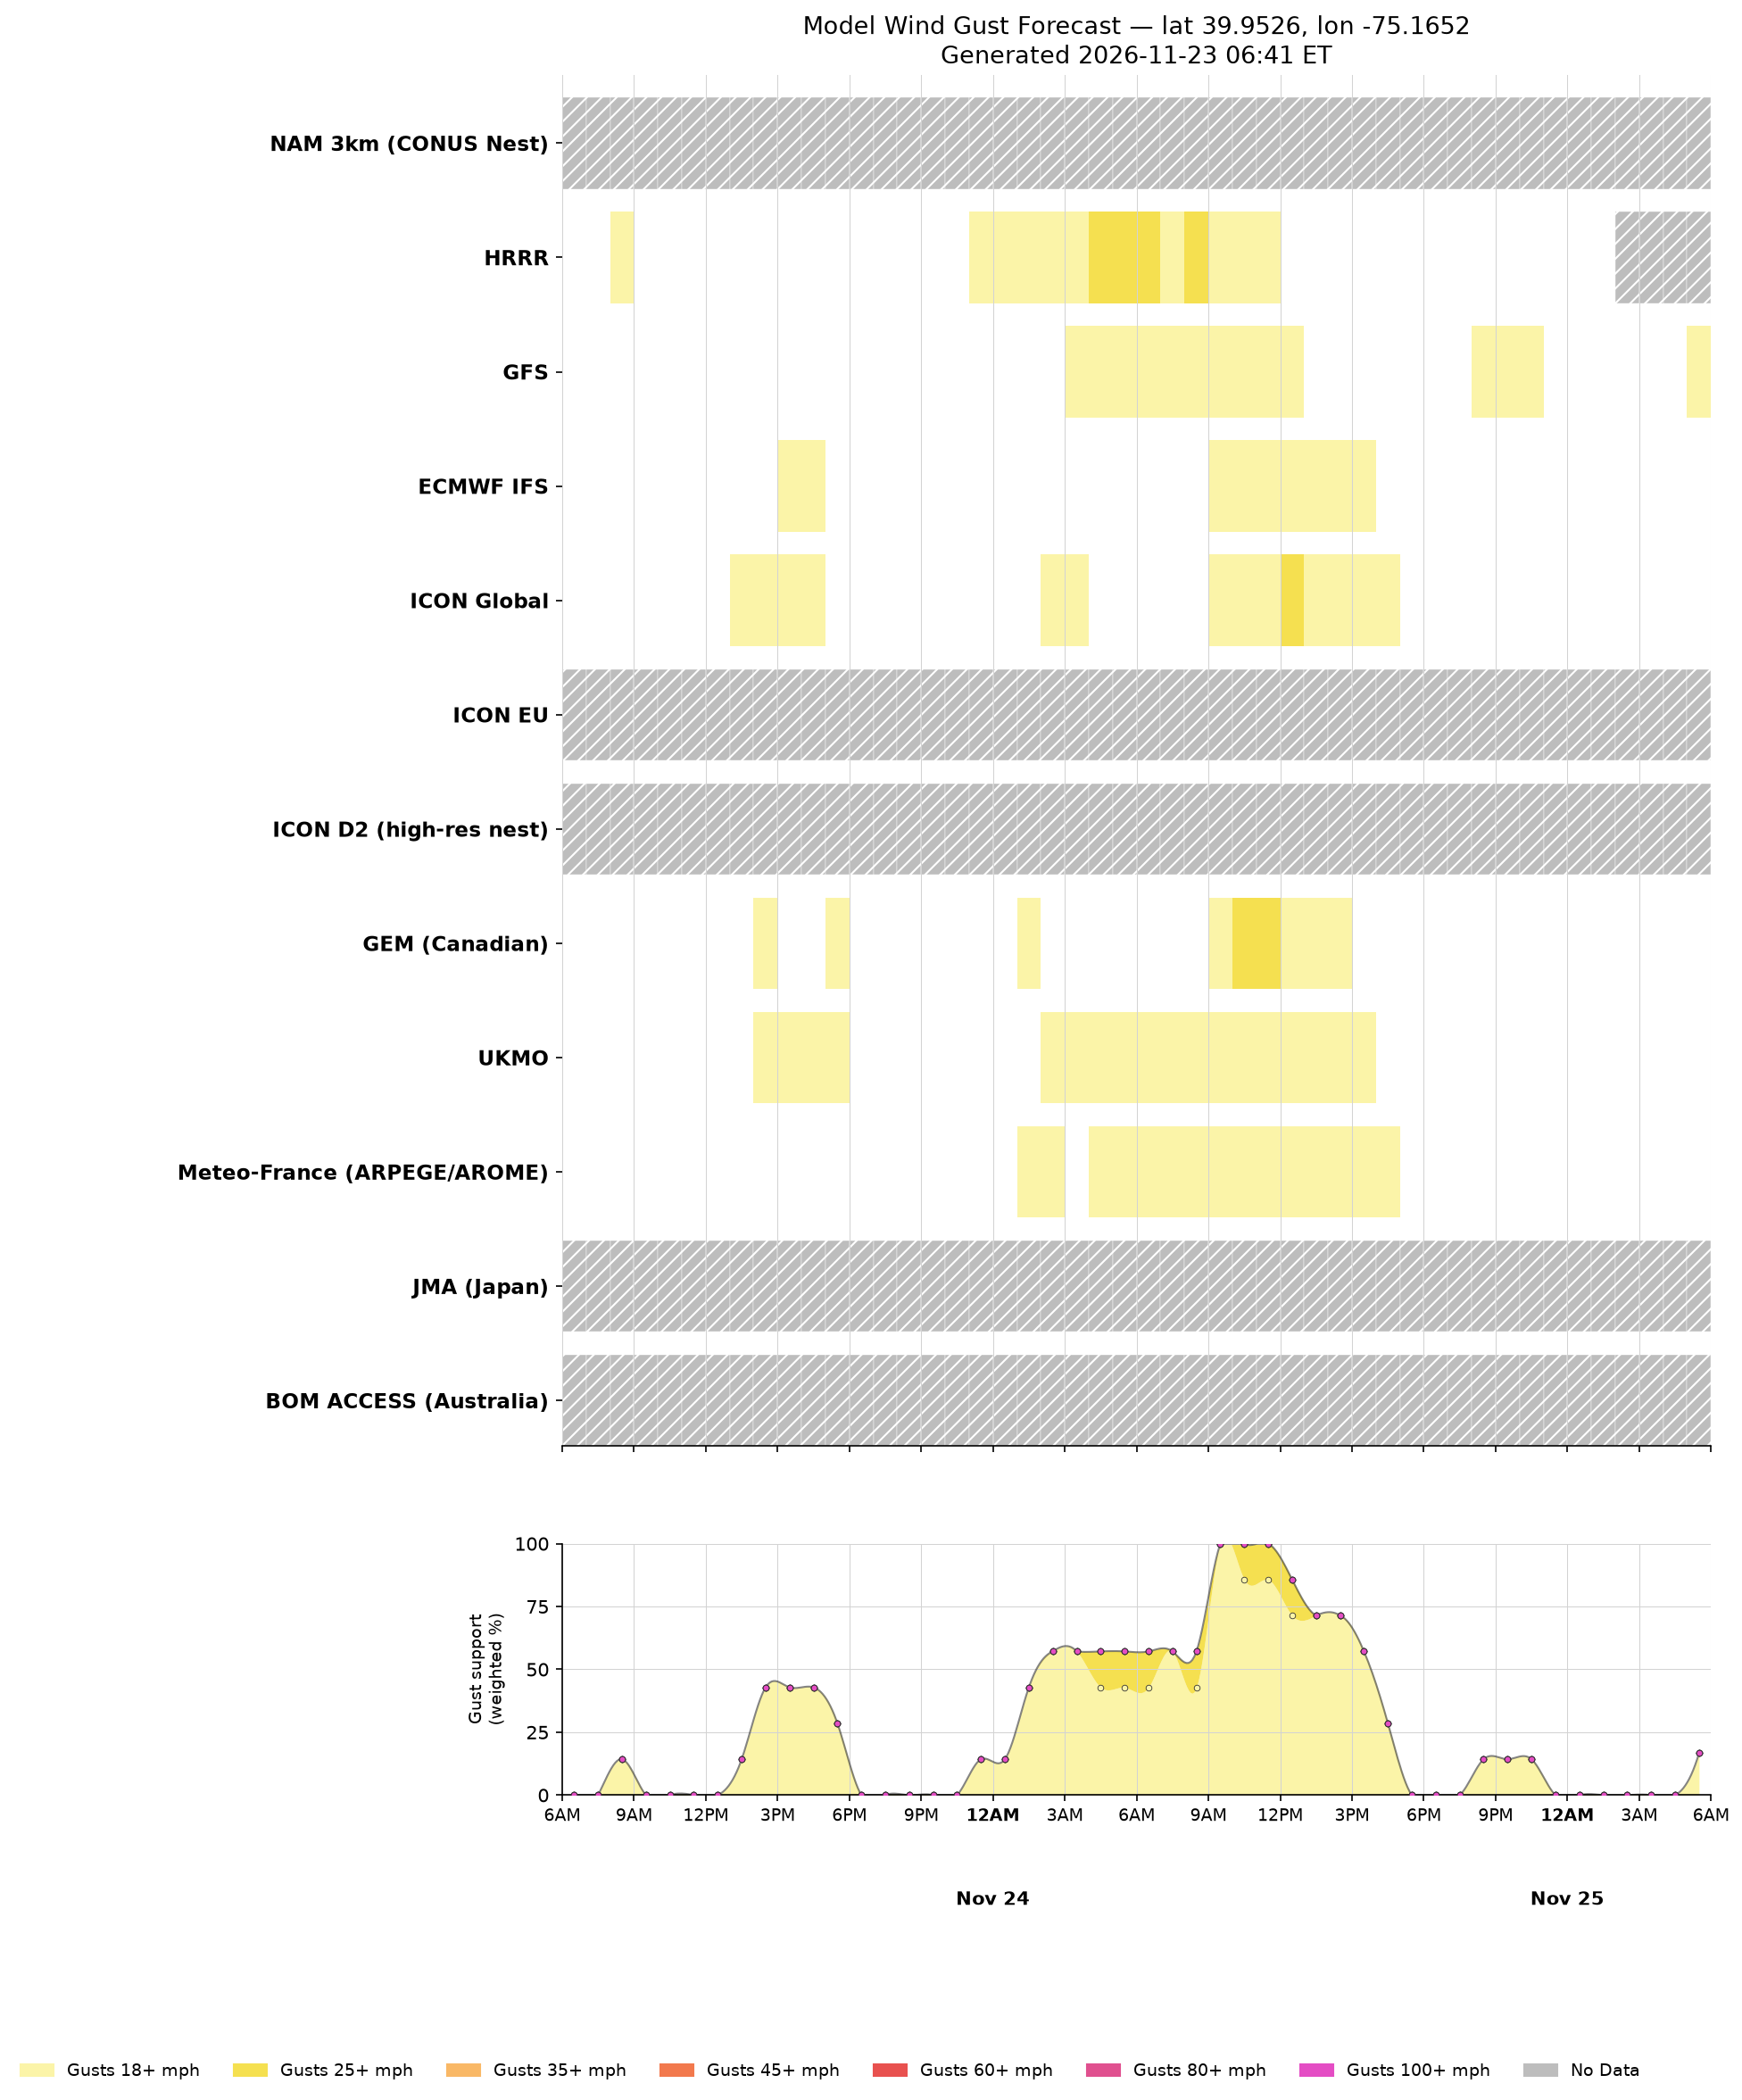 Model Wind Gust Forecast — lat 39.9526, lon -75.1652
Generated 2026-11-23 06:41 ET
NAM 3km (CONUS Nest)
HRRR
GFS
ECMWF IFS
ICON Global
ICON EU
ICON D2 (high-res nest)
GEM (Canadian)
UKMO
Meteo-France (ARPEGE/AROME)
JMA (Japan)
BOM ACCESS (Australia)
Gust support
(weighted %)
100
75
50
25
0
6AM 9AM 12PM 3PM 6PM 9PM 12AM 3AM 6AM 9AM 12PM 3PM 6PM 9PM 12AM 3AM 6AM
Nov 24 Nov 25
Gusts 18+ mph Gusts 25+ mph Gusts 35+ mph Gusts 45+ mph Gusts 60+ mph Gusts 80+ mph Gusts 100+ mph No Data